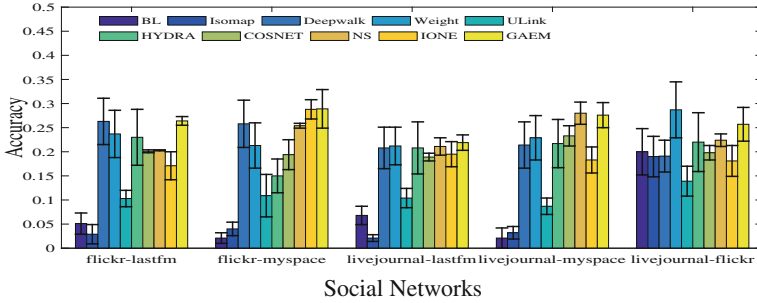 0.5
BL Isomap Deepwalk Weight ULink
0.45
HYDRA COSNET NS IONE GAEM
0.4
0.35
0.3
0.25
0.2
0.15
0.1
0.05
0
Accuracy
flickr-lastfm flickr-myspace livejournal-lastfm livejournal-myspace livejournal-flickr
Social Networks